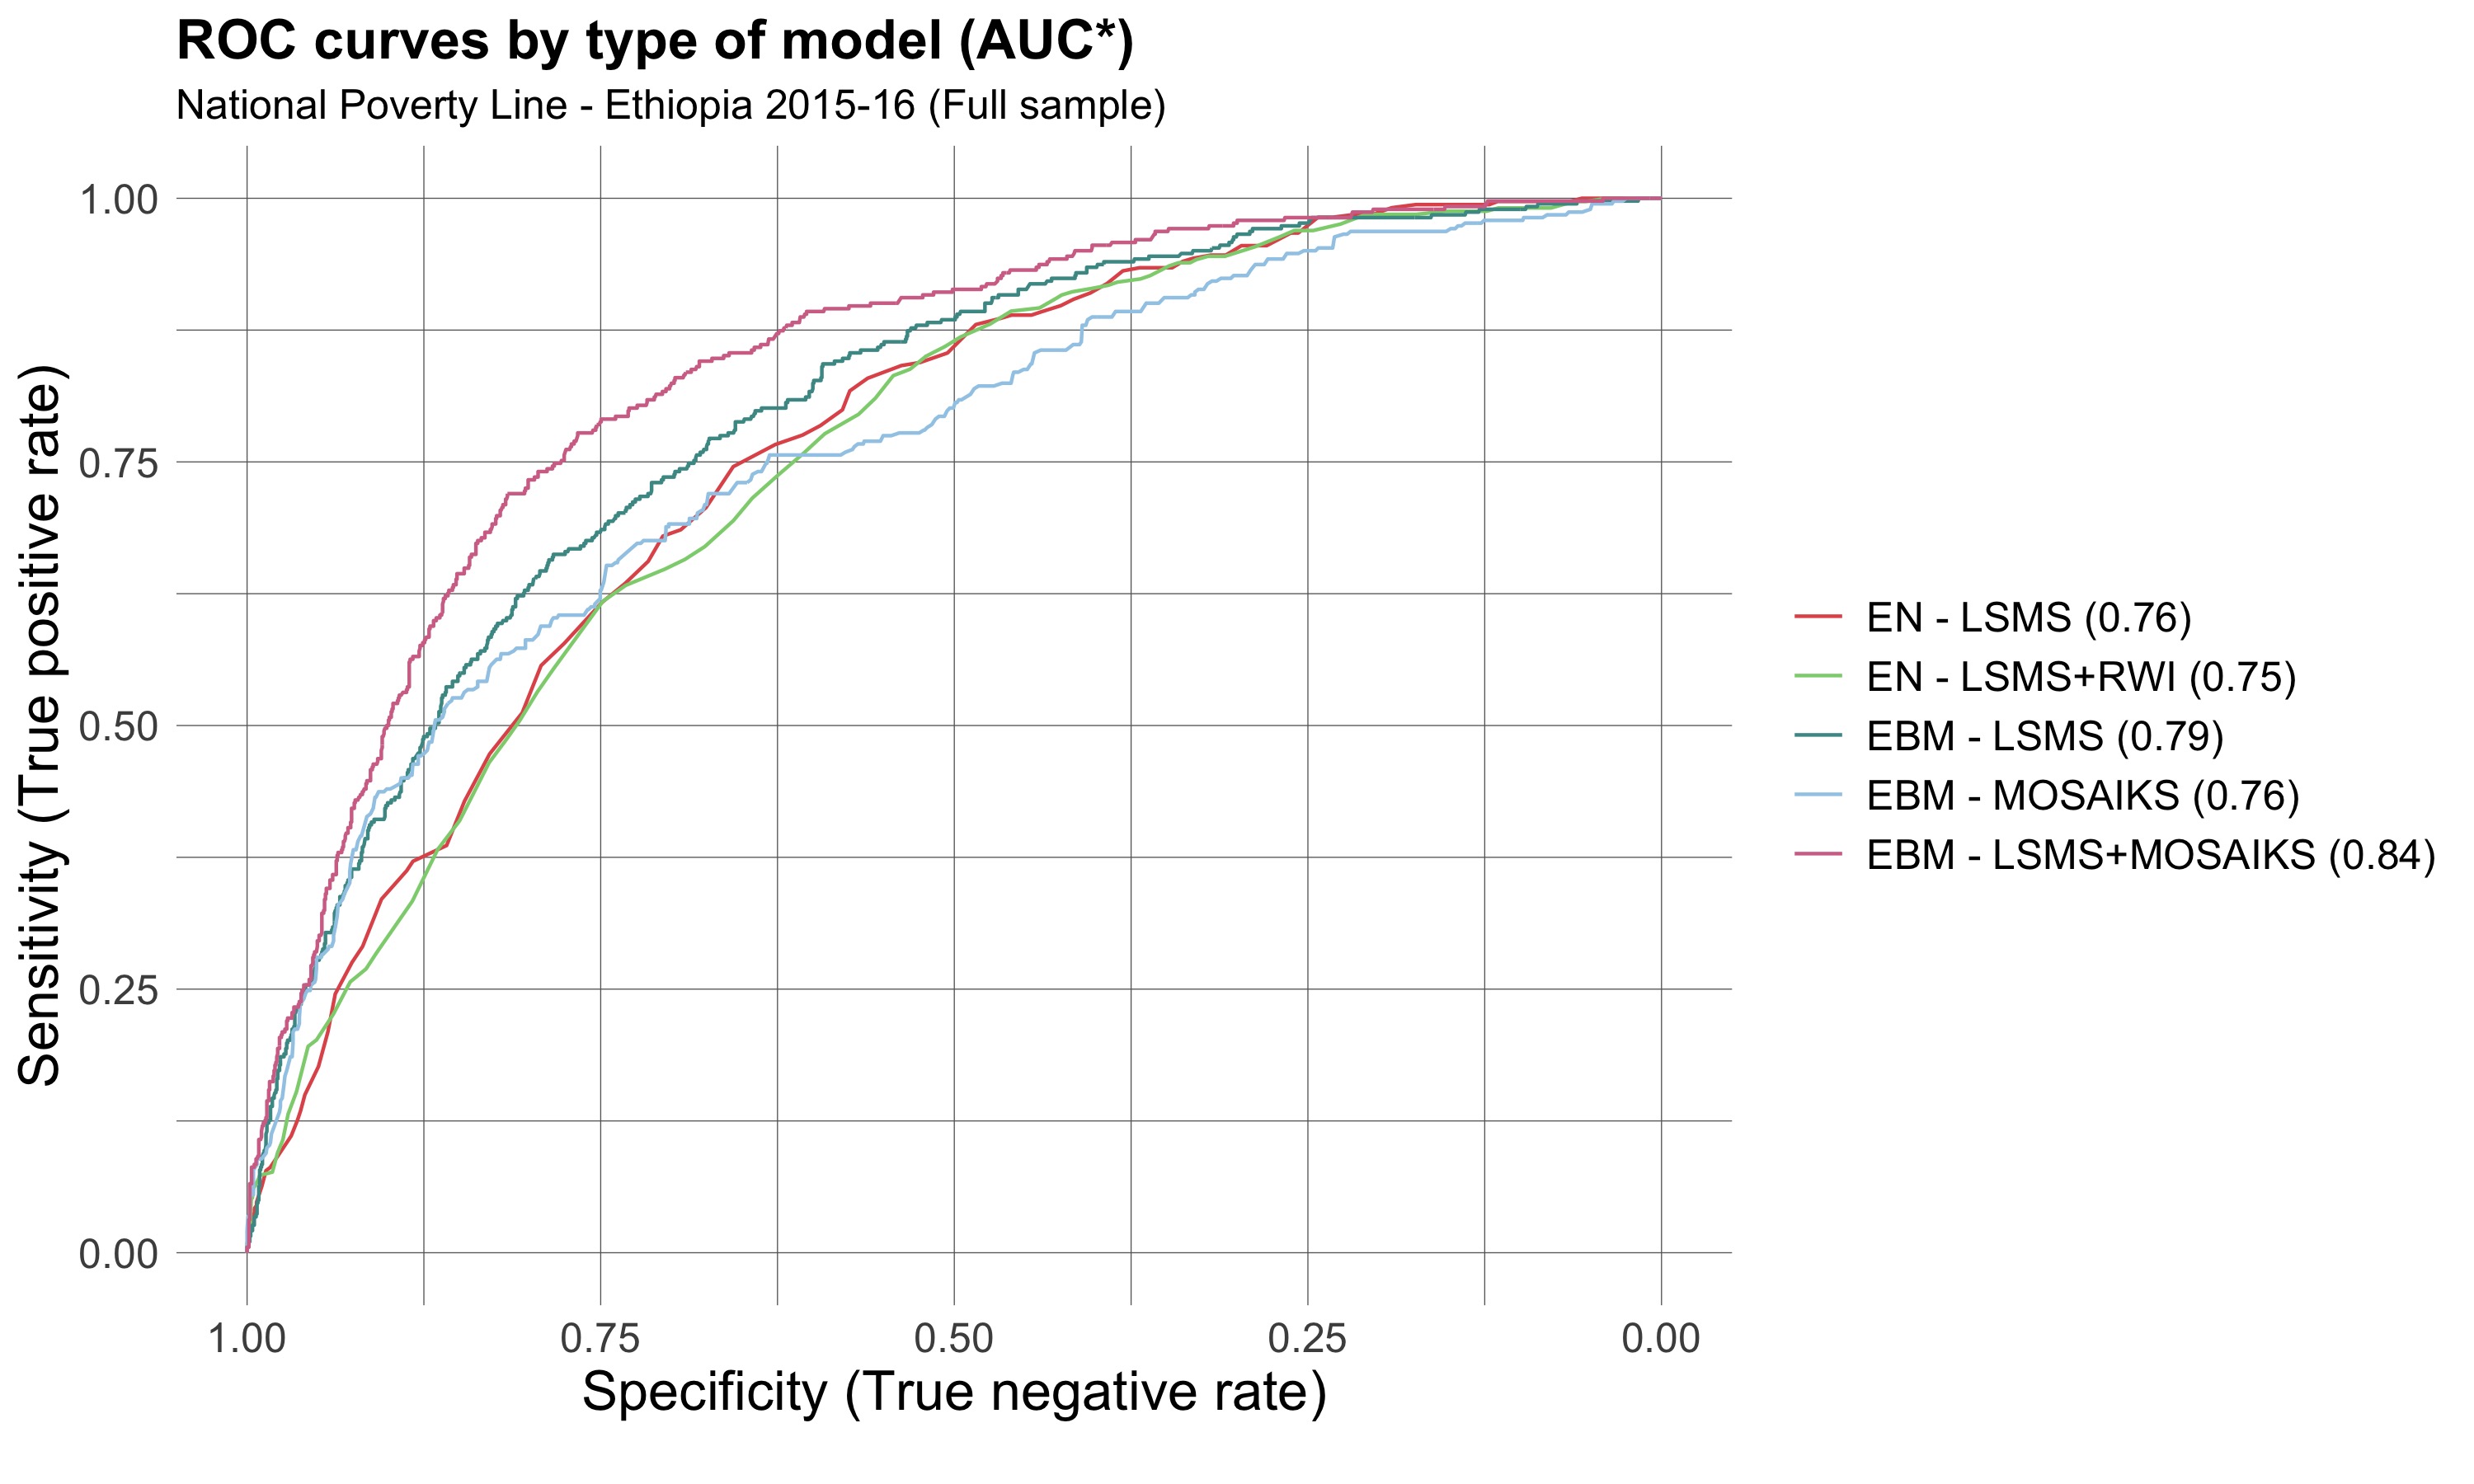 ROC curves by type of model (AUC*)
National Poverty Line - Ethiopia 2015-16 (Full sample)
Sensitivity (True positive rate)
1.00
0.75
0.50
0.25
0.00
1.00 0.75 0.50 0.25 0.00
Specificity (True negative rate)
EN - LSMS (0.76)
EN - LSMS+RWI (0.75)
EBM - LSMS (0.79)
EBM - MOSAIKS (0.76)
EBM - LSMS+MOSAIKS (0.84)